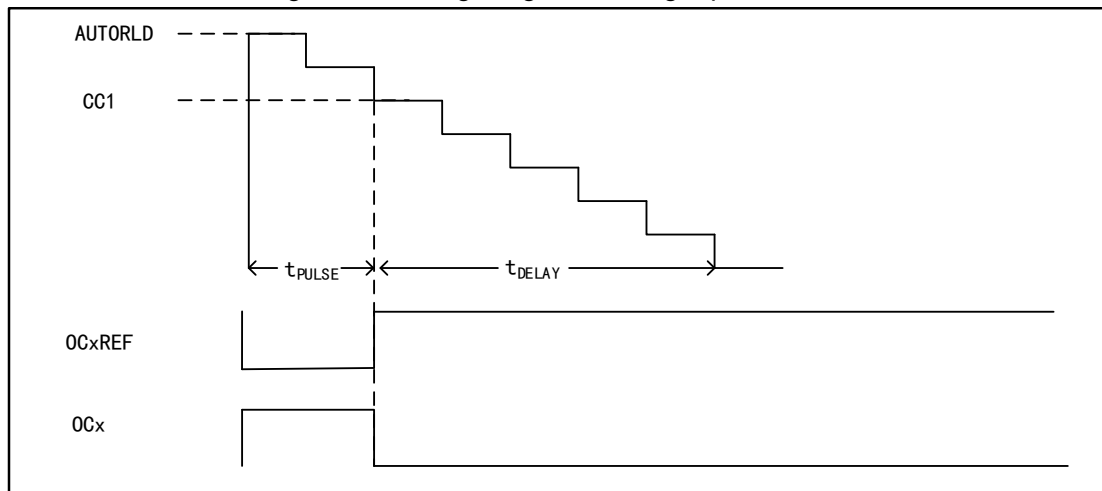 AUTORLD
CC1
tPULSE
tDELAY
OCxREF
OCx